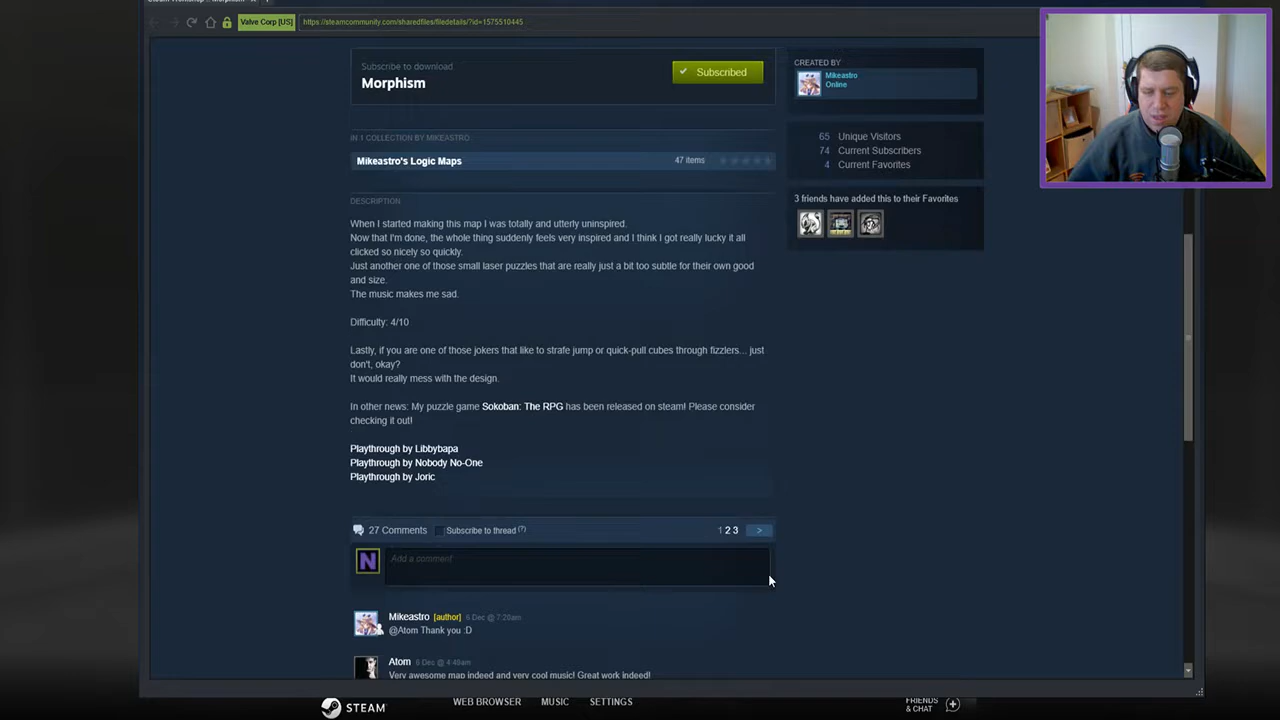 Valve Corp [US]
https://steamcommunity.com/sharedfiles/filedetails/?id=1575510445
Subscribe to download
Morphism
Subscribed
CREATED BY
Mikeastro
Online
IN 1 COLLECTION BY MIKEASTRO
Mikeastro's Logic Maps
47 items
65 Unique Visitors
74 Current Subscribers
4 Current Favorites
3 friends have added this to their Favorites
DESCRIPTION
When I started making this map I was totally and utterly uninspired.
Now that I'm done, the whole thing suddenly feels very inspired and I think I got really lucky it all
clicked so nicely so quickly.
Just another one of those small laser puzzles that are really just a bit too subtle for their own good
and size.
The music makes me sad.
Difficulty: 4/10
Lastly, if you are one of those jokers that like to strafe jump or quick-pull cubes through fizzlers... just
don't, okay?
It would really mess with the design.
In other news: My puzzle game Sokoban: The RPG has been released on steam! Please consider
checking it out!
Playthrough by Libbybapa
Playthrough by Nobody No-One
Playthrough by Joric
27 Comments
Subscribe to thread (?)
1 2 3 >
N
Add a comment
Mikeastro [author] 6 Dec @ 7:20am
@Atom Thank you :D
Atom 6 Dec @ 4:48am
Very awesome map indeed and very cool music! Great work indeed!
STEAM
WEB BROWSER
MUSIC
SETTINGS
FRIENDS
& CHAT